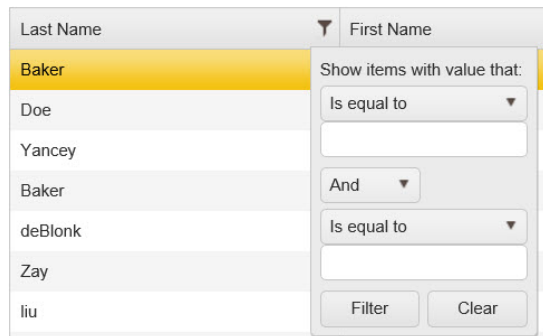 Last Name First Name
Baker
Show items with value that:
Is equal to
Doe
Yancey
And
Baker
Is equal to
deBlonk
Zay
Filter Clear
liu